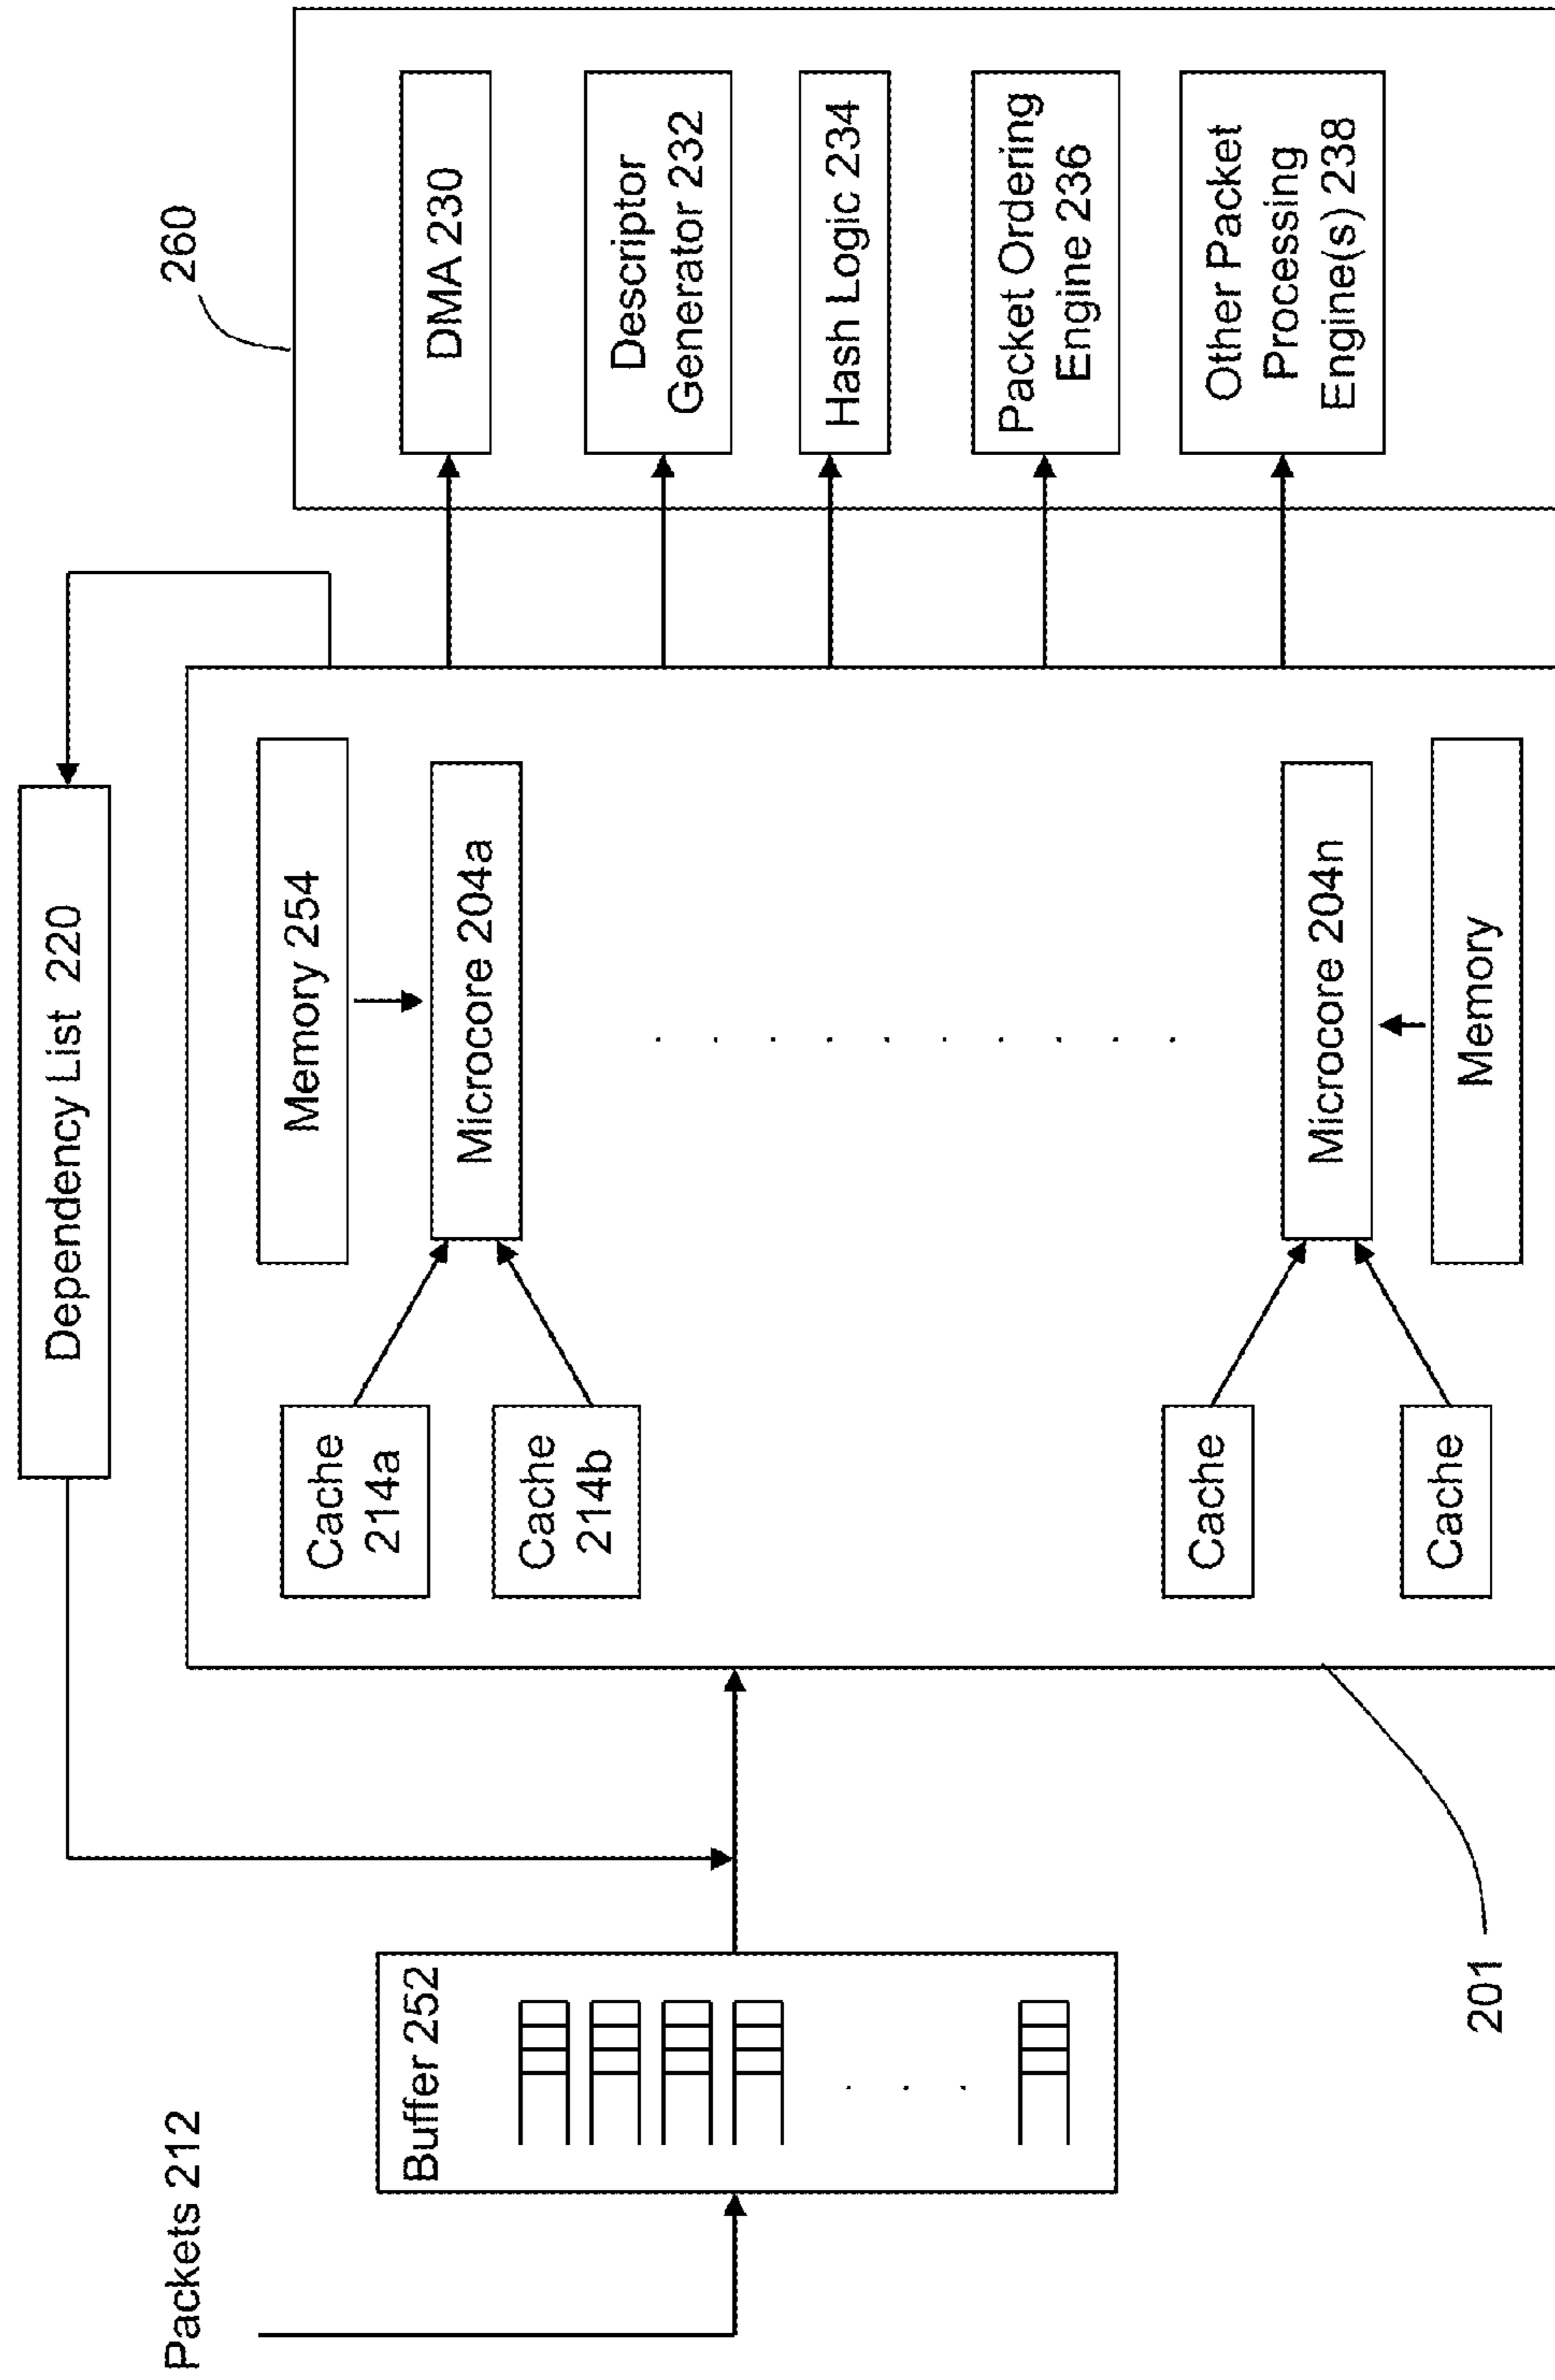 Packets 212
Buffer 252
Dependency List 220
Cache
214a
Cache
214b
Memory 254
Microcore 204a
. . . . . . . . . .
Cache
Cache
Microcore 204n
Memory
201
260
DMA 230
Descriptor
Generator 232
Hash Logic 234
Packet Ordering
Engine 236
Other Packet
Processing
Engine(s) 238